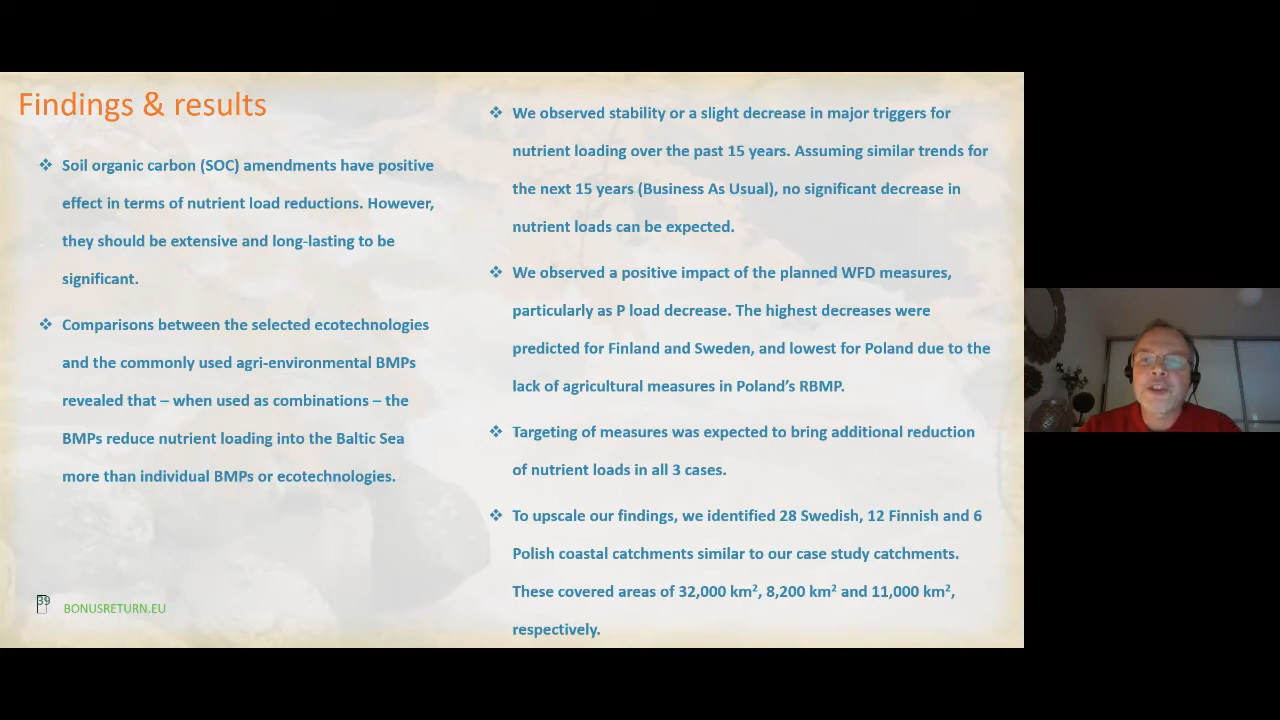 Findings & results
❖ Soil organic carbon (SOC) amendments have positive
effect in terms of nutrient load reductions. However,
they should be extensive and long-lasting to be
significant.
❖ Comparisons between the selected ecotechnologies
and the commonly used agri-environmental BMPs
revealed that – when used as combinations – the
BMPs reduce nutrient loading into the Baltic Sea
more than individual BMPs or ecotechnologies.
❖ We observed stability or a slight decrease in major triggers for
nutrient loading over the past 15 years. Assuming similar trends for
the next 15 years (Business As Usual), no significant decrease in
nutrient loads can be expected.
❖ We observed a positive impact of the planned WFD measures,
particularly as P load decrease. The highest decreases were
predicted for Finland and Sweden, and lowest for Poland due to the
lack of agricultural measures in Poland’s RBMP.
❖ Targeting of measures was expected to bring additional reduction
of nutrient loads in all 3 cases.
❖ To upscale our findings, we identified 28 Swedish, 12 Finnish and 6
Polish coastal catchments similar to our case study catchments.
These covered areas of 32,000 km², 8,200 km² and 11,000 km²,
respectively.
39
BONUSRETURN.EU